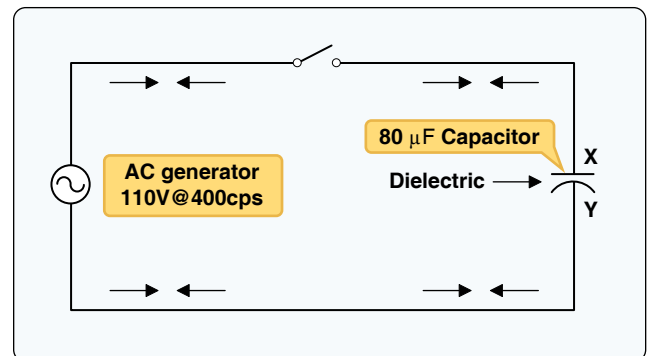 80 μF Capacitor
X
AC generator
110V@400cps
Dielectric
Y